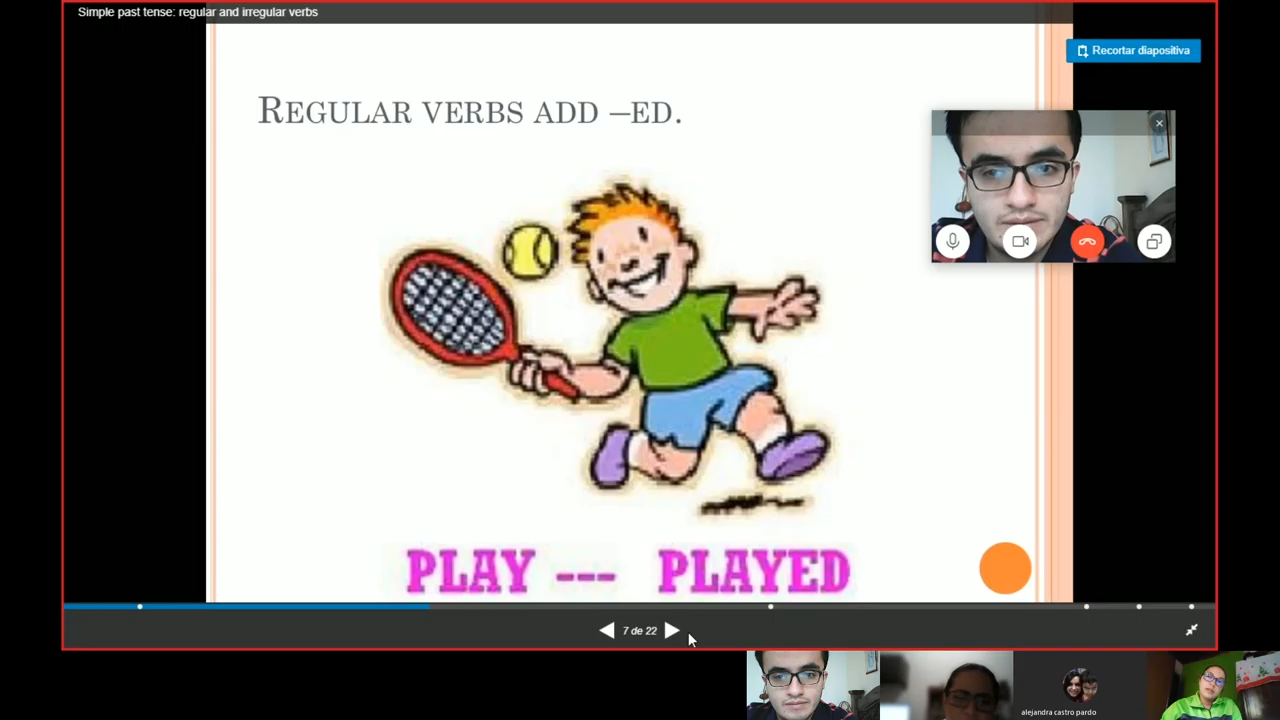 Simple past tense: regular and irregular verbs
Recortar diapositiva
REGULAR VERBS ADD –ED.
PLAY --- PLAYED
7 de 22
alejandra castro pardo